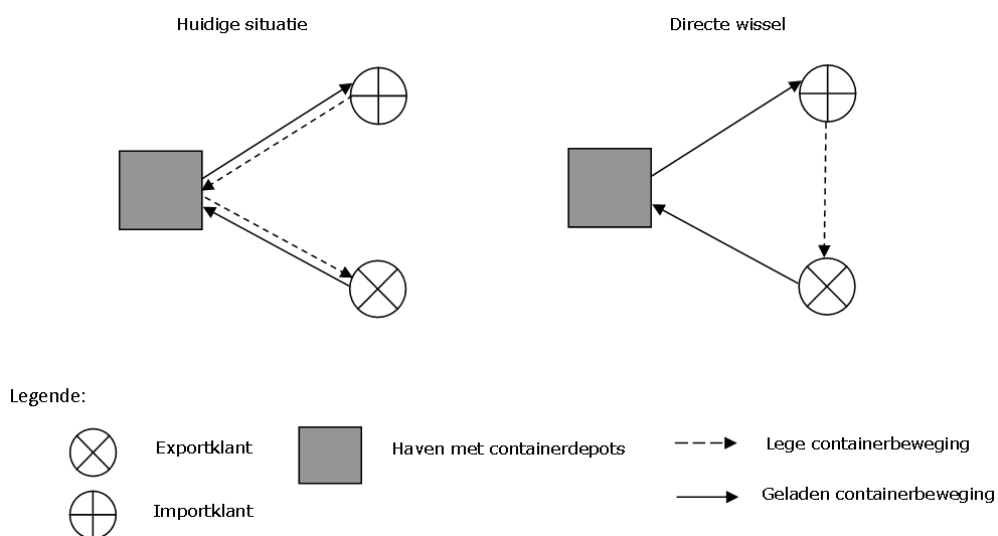 Huidige situatie
Directe wissel
Legende:
Exportklant
Haven met containerdepots
Lege containerbeweging
Importklant
Geladen containerbeweging